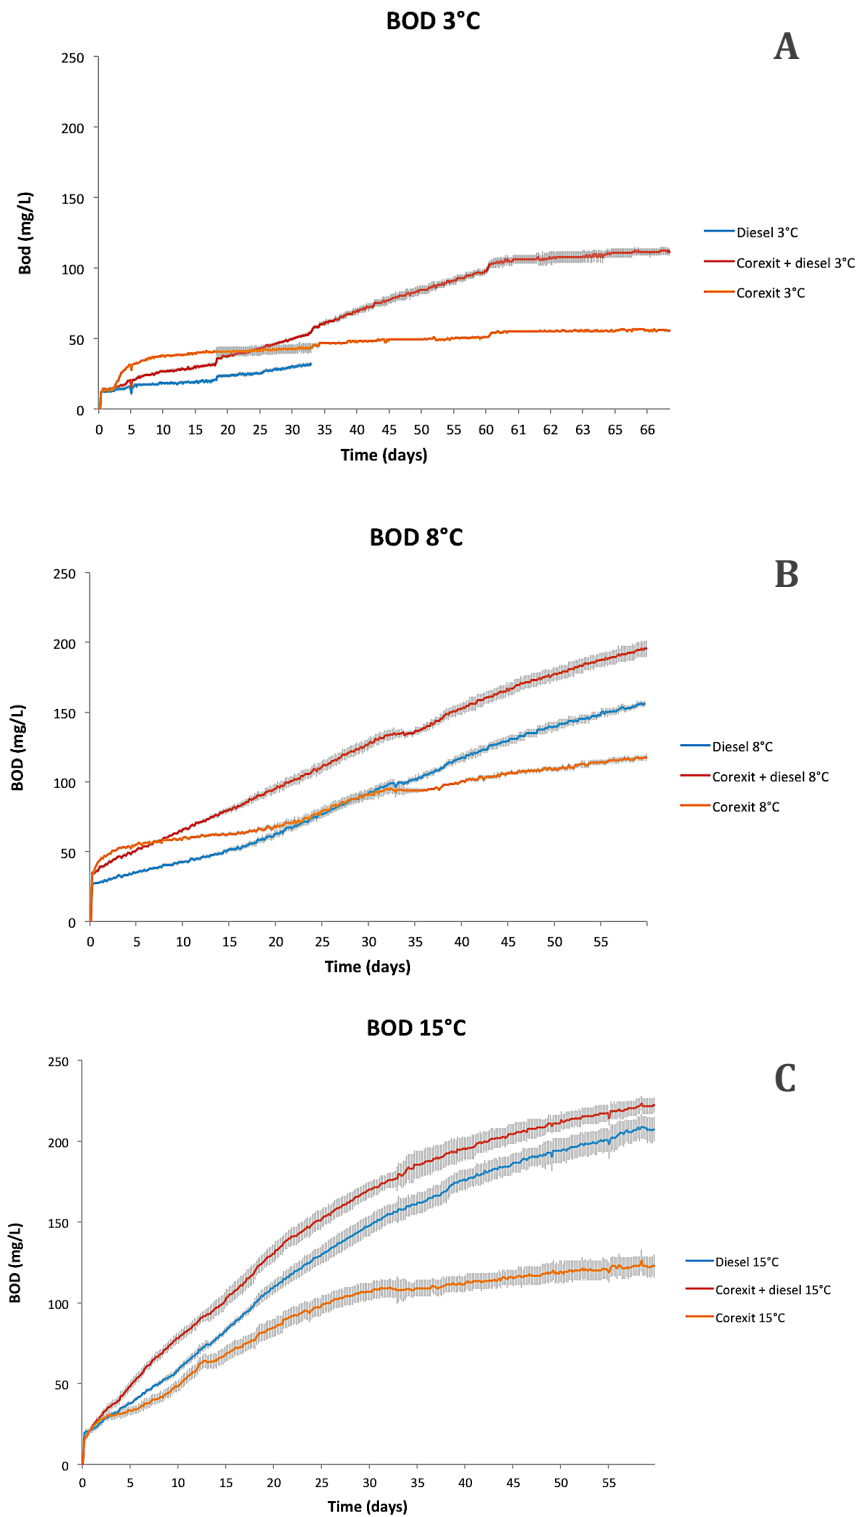 BOD 3°C
A
250
200
150
100
50
0
Bod (mg/L)
0 5 10 15 20 25 30 35 40 45 50 55 60 61 62 63 65 66
Time (days)
Diesel 3°C
Corexit + diesel 3°C
Corexit 3°C
BOD 8°C
B
250
200
150
100
50
0
BOD (mg/L)
0 5 10 15 20 25 30 35 40 45 50 55
Time (days)
Diesel 8°C
Corexit + diesel 8°C
Corexit 8°C
BOD 15°C
C
250
200
150
100
50
0
BOD (mg/L)
0 5 10 15 20 25 30 35 40 45 50 55
Time (days)
Diesel 15°C
Corexit + diesel 15°C
Corexit 15°C